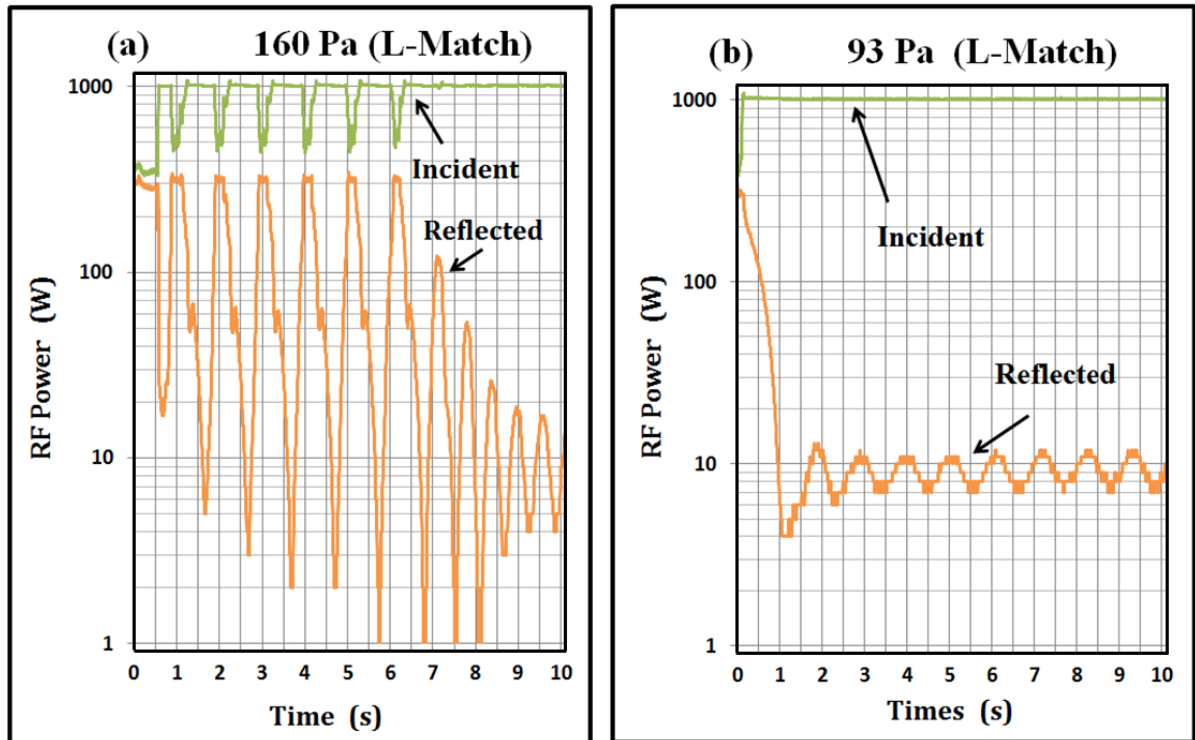 (a) 160 Pa (L-Match)
1000
100
10
1
RF Power (W)
Incident
Reflected
0 1 2 3 4 5 6 7 8 9 10
Time (s)
(b) 93 Pa (L-Match)
1000
100
10
1
RF Power (W)
Incident
Reflected
0 1 2 3 4 5 6 7 8 9 10
Times (s)